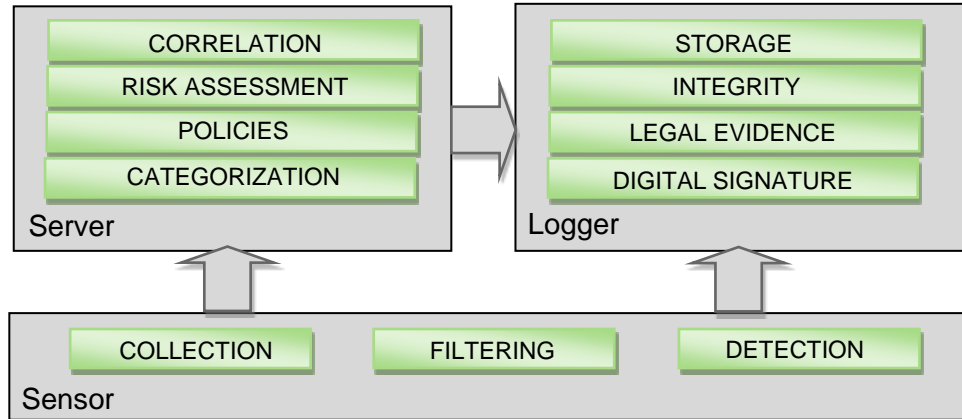 CORRELATION
RISK ASSESSMENT
POLICIES
CATEGORIZATION
Server
STORAGE
INTEGRITY
LEGAL EVIDENCE
DIGITAL SIGNATURE
Logger
COLLECTION
FILTERING
DETECTION
Sensor